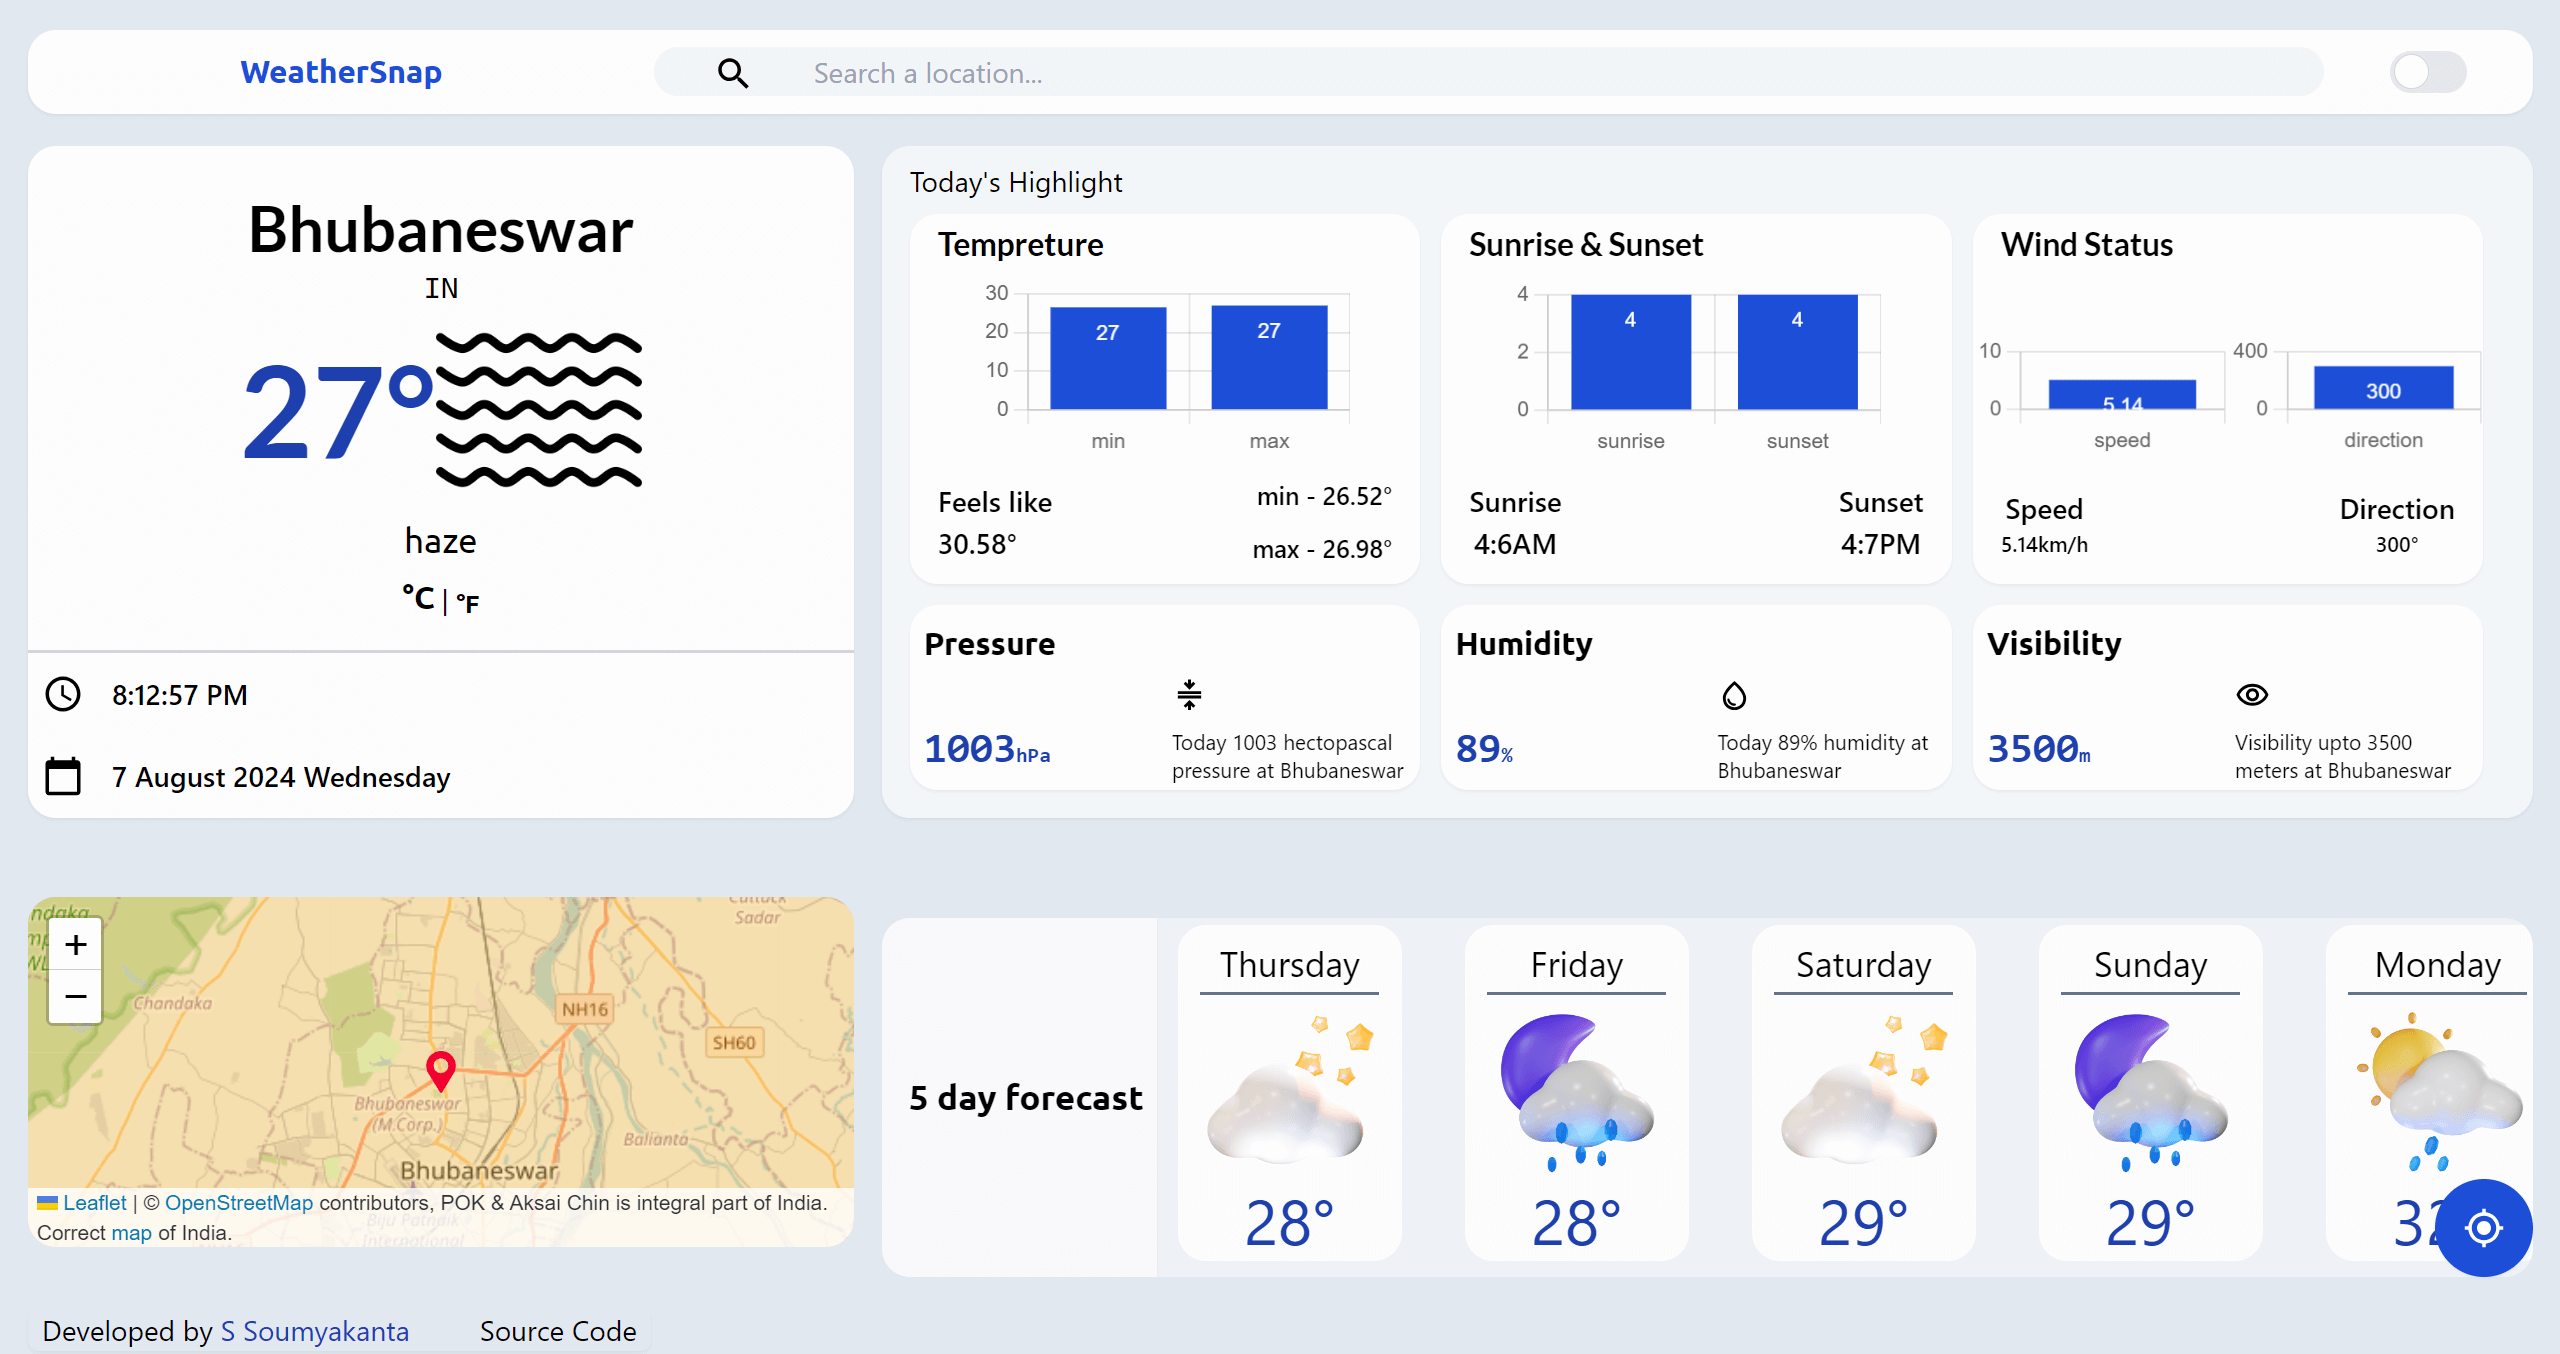 WeatherSnap
Search a location...
Bhubaneswar
IN
27°
haze
°C | °F
8:12:57 PM
7 August 2024 Wednesday
Today's Highlight
Tempreture
30
20
10
0
27
27
min
max
Feels like
30.58°
min - 26.52°
max - 26.98°
Sunrise & Sunset
4
2
0
4
4
sunrise
sunset
Sunrise
4:6AM
Sunset
4:7PM
Wind Status
10
0
5.14
speed
400
0
300
direction
Speed
5.14km/h
Direction
300°
Pressure
1003hPa
Today 1003 hectopascal
pressure at Bhubaneswar
Humidity
89%
Today 89% humidity at
Bhubaneswar
Visibility
3500m
Visibility upto 3500
meters at Bhubaneswar
+
−
Chandaka
Sadar
NH16
SH60
Bhubaneswar
(M.Corp.)
Balianta
Bhubaneswar
Biju Patnaik
International
Leaflet | © OpenStreetMap contributors, POK & Aksai Chin is integral part of India.
Correct map of India.
5 day forecast
Thursday
28°
Friday
28°
Saturday
29°
Sunday
29°
Monday
Developed by S Soumyakanta
Source Code